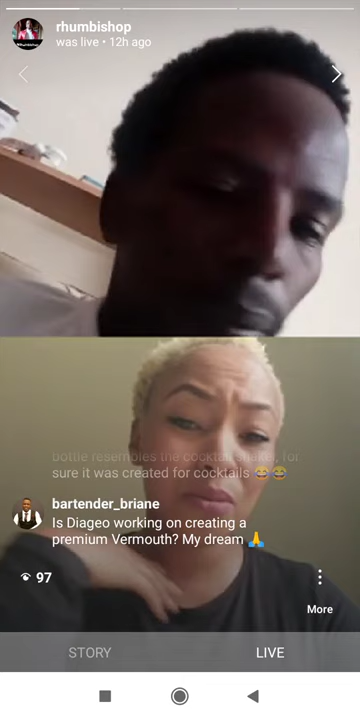 rhumbishop
was live • 12h ago
bottle resembles the cocktail shaker, for
sure it was created for cocktails 😂😂
bartender_briane
Is Diageo working on creating a
premium Vermouth? My dream 🙏
97
More
STORY
LIVE